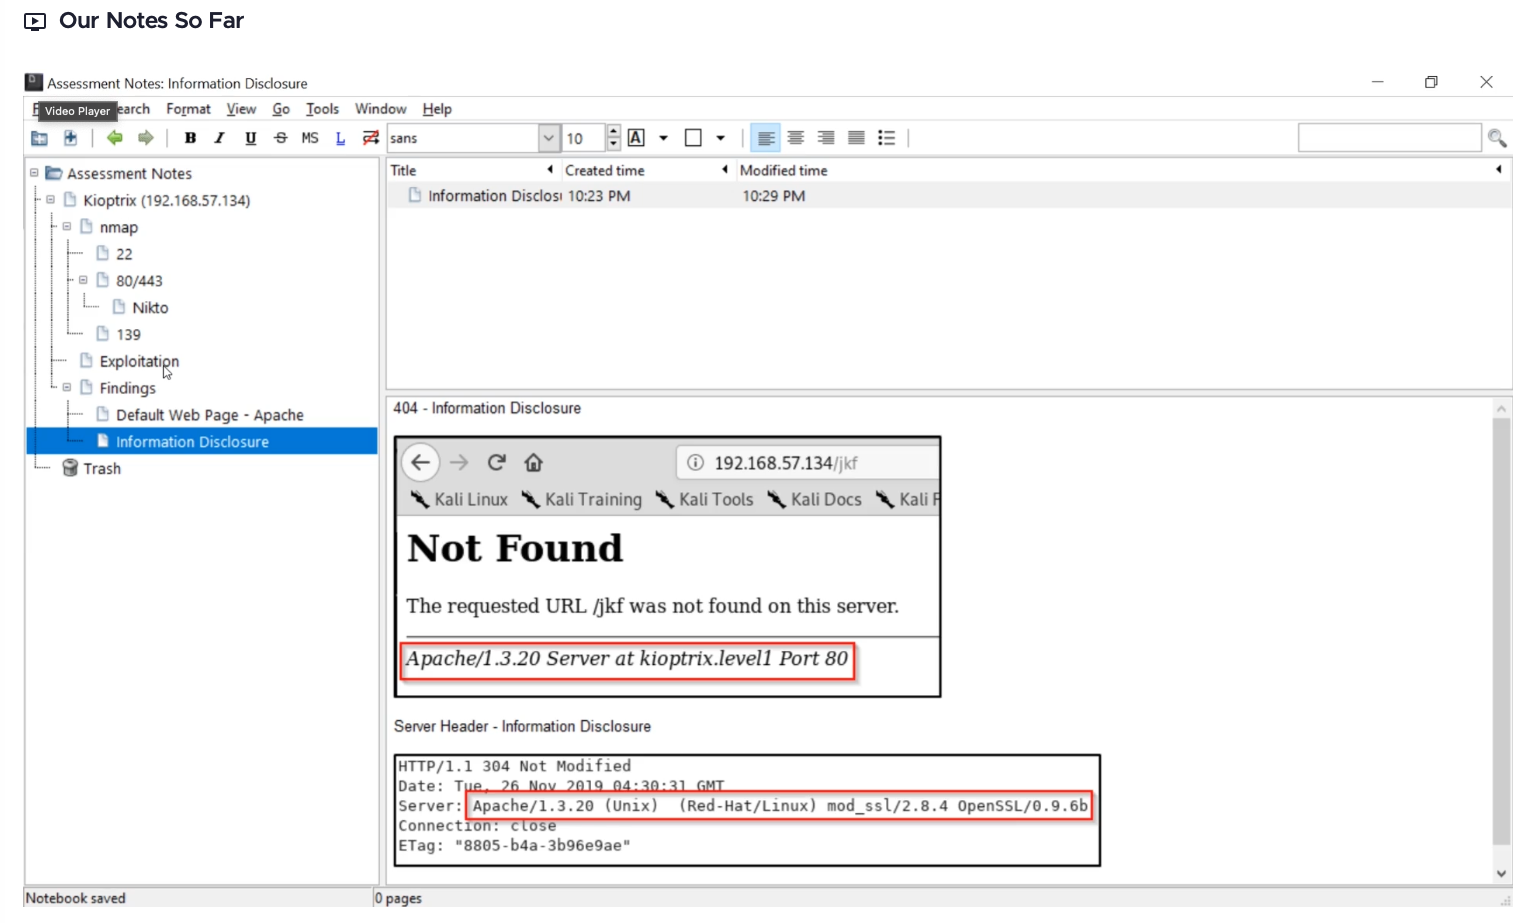 Our Notes So Far
Assessment Notes: Information Disclosure
Video Player
earch Format View Go Tools Window Help
B I U S MS L sans 10 A
Assessment Notes
Kioptrix (192.168.57.134)
nmap
22
80/443
Nikto
139
Exploitation
Findings
Default Web Page - Apache
Information Disclosure
Trash
Title Created time Modified time
Information Disclosu 10:23 PM 10:29 PM
404 - Information Disclosure
192.168.57.134/jkf
Kali Linux Kali Training Kali Tools Kali Docs Kali F
Not Found
The requested URL /jkf was not found on this server.
Apache/1.3.20 Server at kioptrix.level1 Port 80
Server Header - Information Disclosure
HTTP/1.1 304 Not Modified
Date: Tue, 26 Nov 2019 04:30:31 GMT
Server: Apache/1.3.20 (Unix) (Red-Hat/Linux) mod_ssl/2.8.4 OpenSSL/0.9.6b
Connection: close
ETag: "8805-b4a-3b96e9ae"
Notebook saved 0 pages